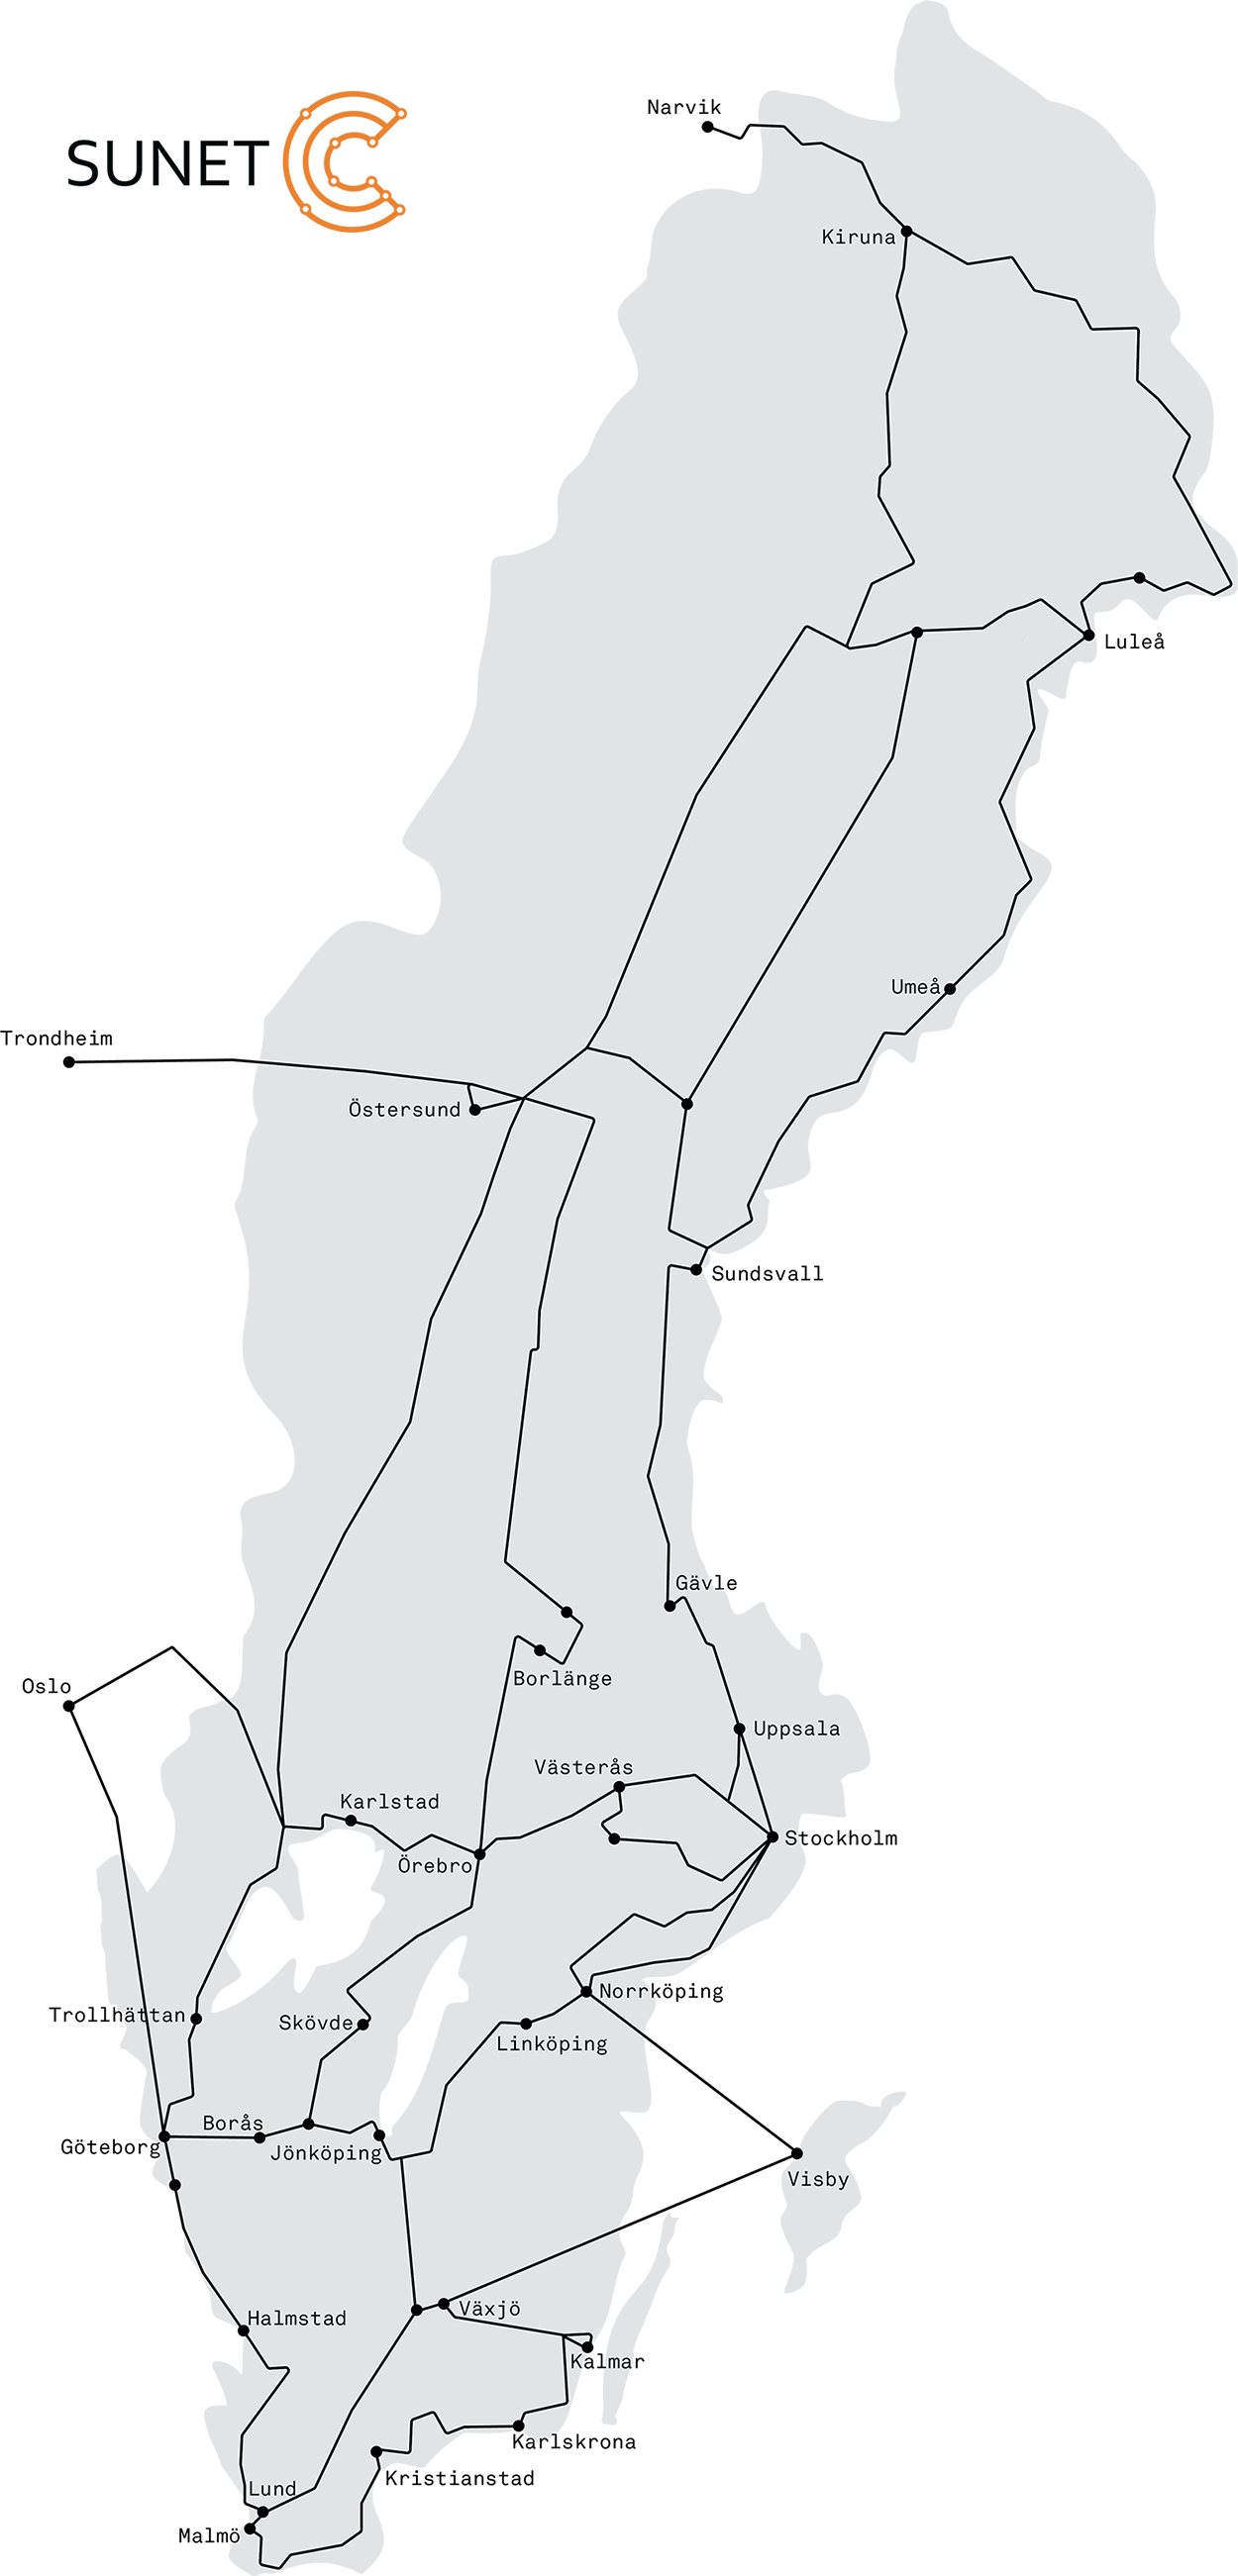 Narvik
SUNET
Kiruna
Luleå
Umeå
Trondheim
Östersund
Sundsvall
Gävle
Borlänge
Oslo
Uppsala
Västerås
Karlstad
Stockholm
Örebro
Norrköping
Trollhättan
Skövde
Linköping
Borås
Göteborg
Jönköping
Visby
Växjö
Halmstad
Kalmar
Karlskrona
Kristianstad
Lund
Malmö